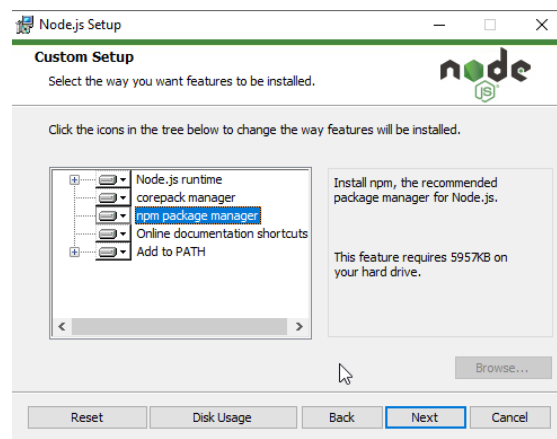 Node.js Setup
Custom Setup
Select the way you want features to be installed.
node
JS
Click the icons in the tree below to change the way features will be installed.
Node.js runtime
corepack manager
npm package manager
Online documentation shortcuts
Add to PATH
Install npm, the recommended
package manager for Node.js.
This feature requires 5957KB on
your hard drive.
Browse...
Reset Disk Usage Back Next Cancel